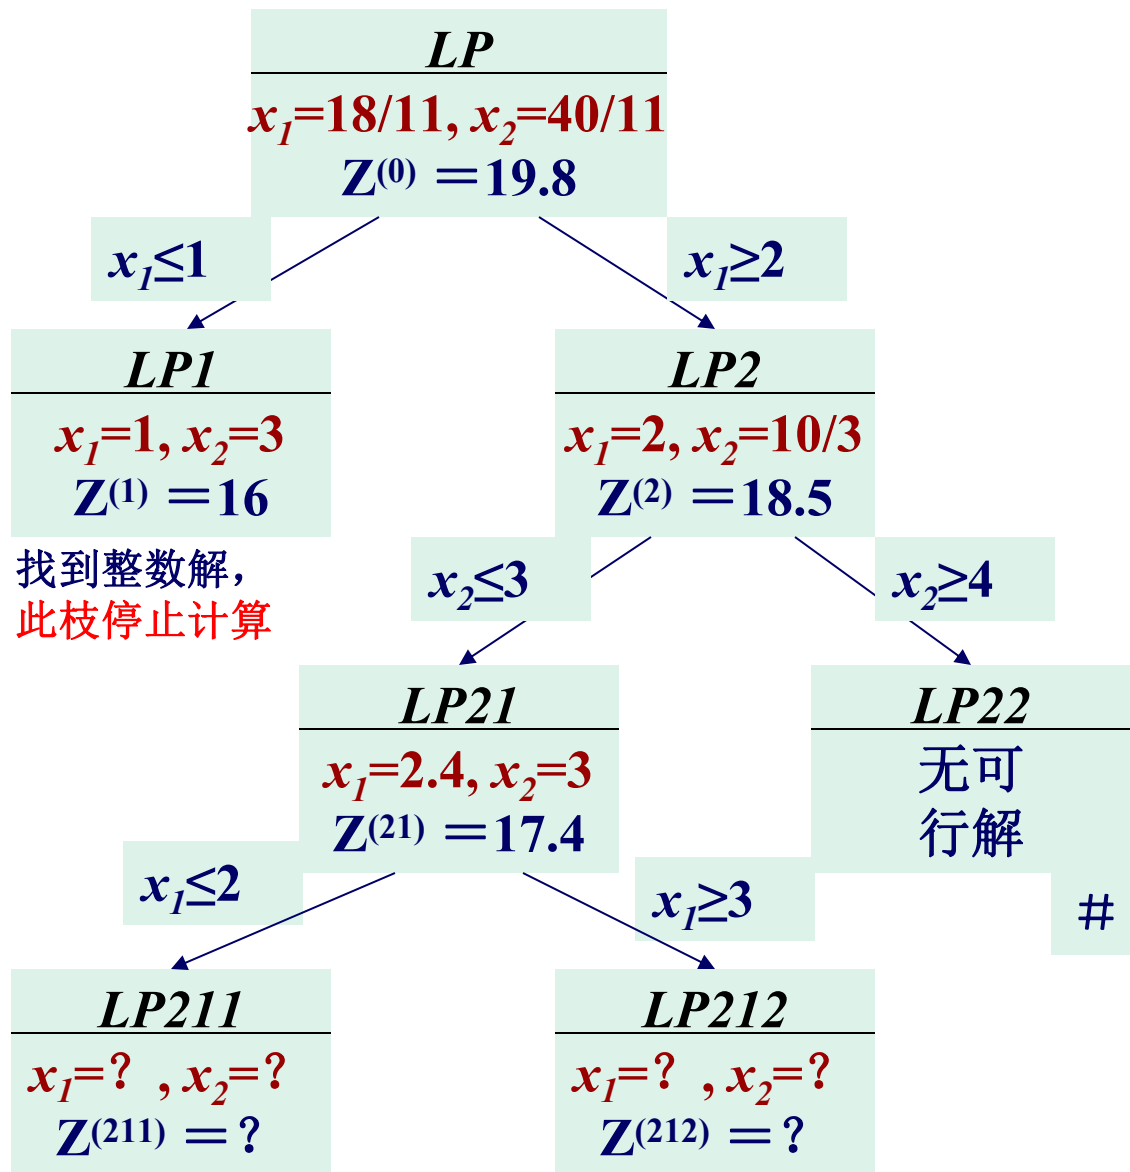 LP
x₁=18/11, x₂=40/11
Z⁽⁰⁾ ＝19.8
x₁≤1
x₁≥2
LP1
x₁=1, x₂=3
Z⁽¹⁾ ＝16
找到整数解，
此枝停止计算
LP2
x₁=2, x₂=10/3
Z⁽²⁾ ＝18.5
x₂≤3
x₂≥4
LP21
x₁=2.4, x₂=3
Z⁽²¹⁾ ＝17.4
LP22
无可
行解
#
x₁≤2
x₁≥3
LP211
x₁=？, x₂=？
Z⁽²¹¹⁾ ＝？
LP212
x₁=？, x₂=？
Z⁽²¹²⁾ ＝？